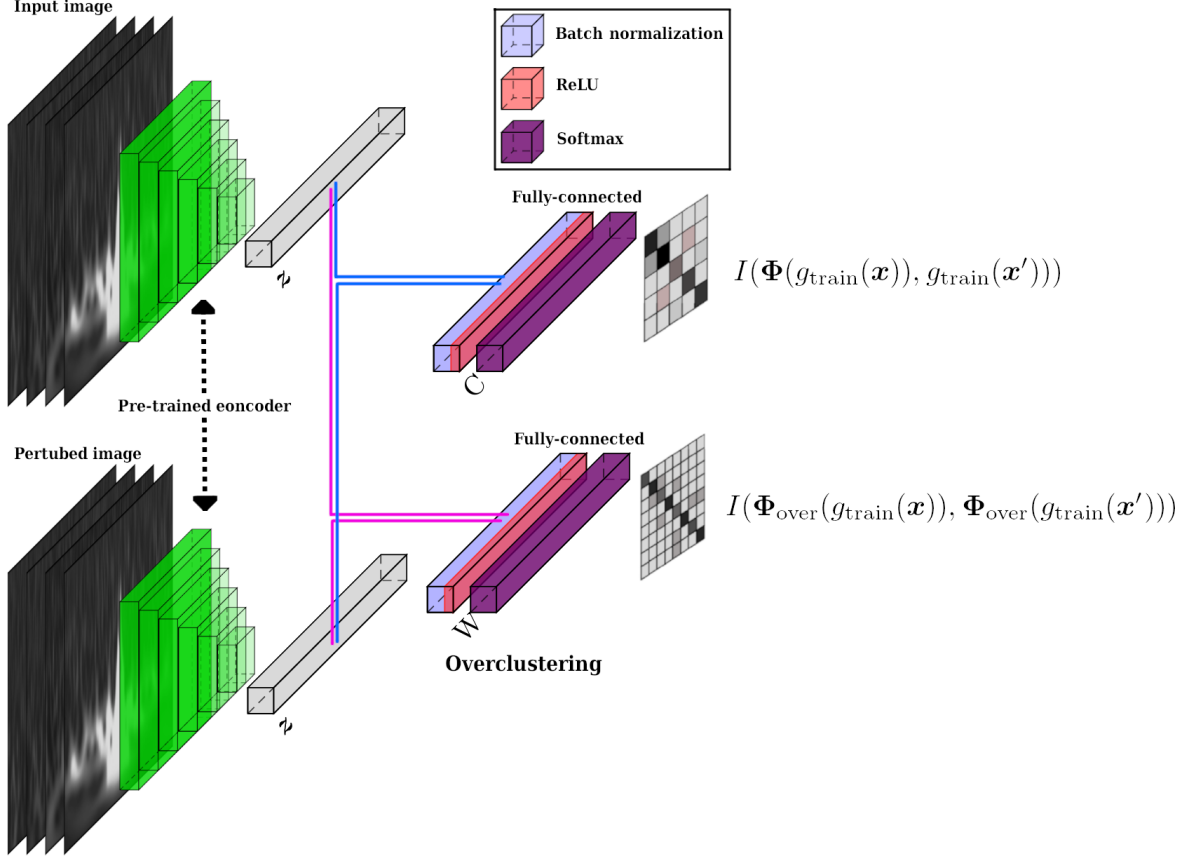 Input image
Batch normalization
ReLU
Softmax
Fully-connected
z
I(Φ(g_train(x)), g_train(x′)))
C
Pre-trained eoncoder
Fully-connected
Pertubed image
I(Φ_over(g_train(x)), Φ_over(g_train(x′)))
W
Overclustering
z